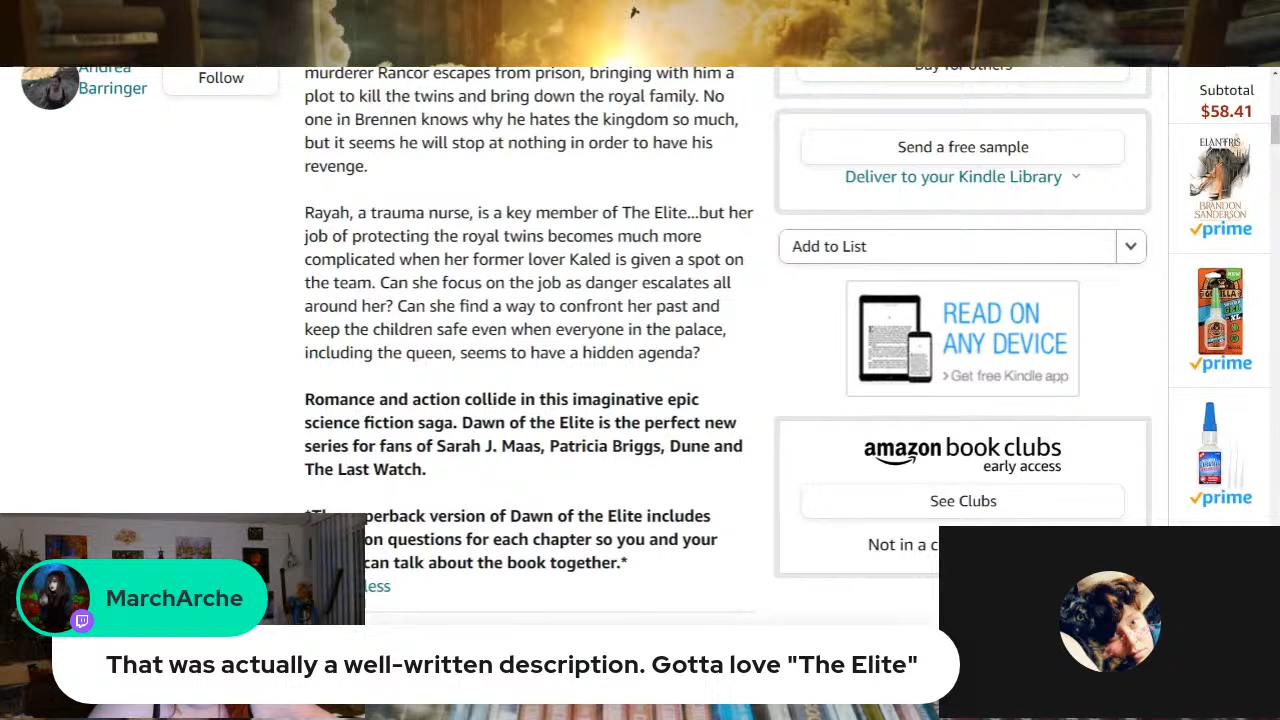 Andrea
Barringer
Follow
murderer Rancor escapes from prison, bringing with him a
plot to kill the twins and bring down the royal family. No
one in Brennen knows why he hates the kingdom so much,
but it seems he will stop at nothing in order to have his
revenge.
Rayah, a trauma nurse, is a key member of The Elite...but her
job of protecting the royal twins becomes much more
complicated when her former lover Kaled is given a spot on
the team. Can she focus on the job as danger escalates all
around her? Can she find a way to confront her past and
keep the children safe even when everyone in the palace,
including the queen, seems to have a hidden agenda?
Romance and action collide in this imaginative epic
science fiction saga. Dawn of the Elite is the perfect new
series for fans of Sarah J. Maas, Patricia Briggs, Dune and
The Last Watch.
perback version of Dawn of the Elite includes
on questions for each chapter so you and your
can talk about the book together.*
less
Day for others
Send a free sample
Deliver to your Kindle Library
Add to List
READ ON
ANY DEVICE
› Get free Kindle app
amazon book clubs
early access
See Clubs
Not in a c
Subtotal
$58.41
ELANTRIS
BRANDON
SANDERSON
prime
prime
prime
MarchArche
That was actually a well-written description. Gotta love "The Elite"